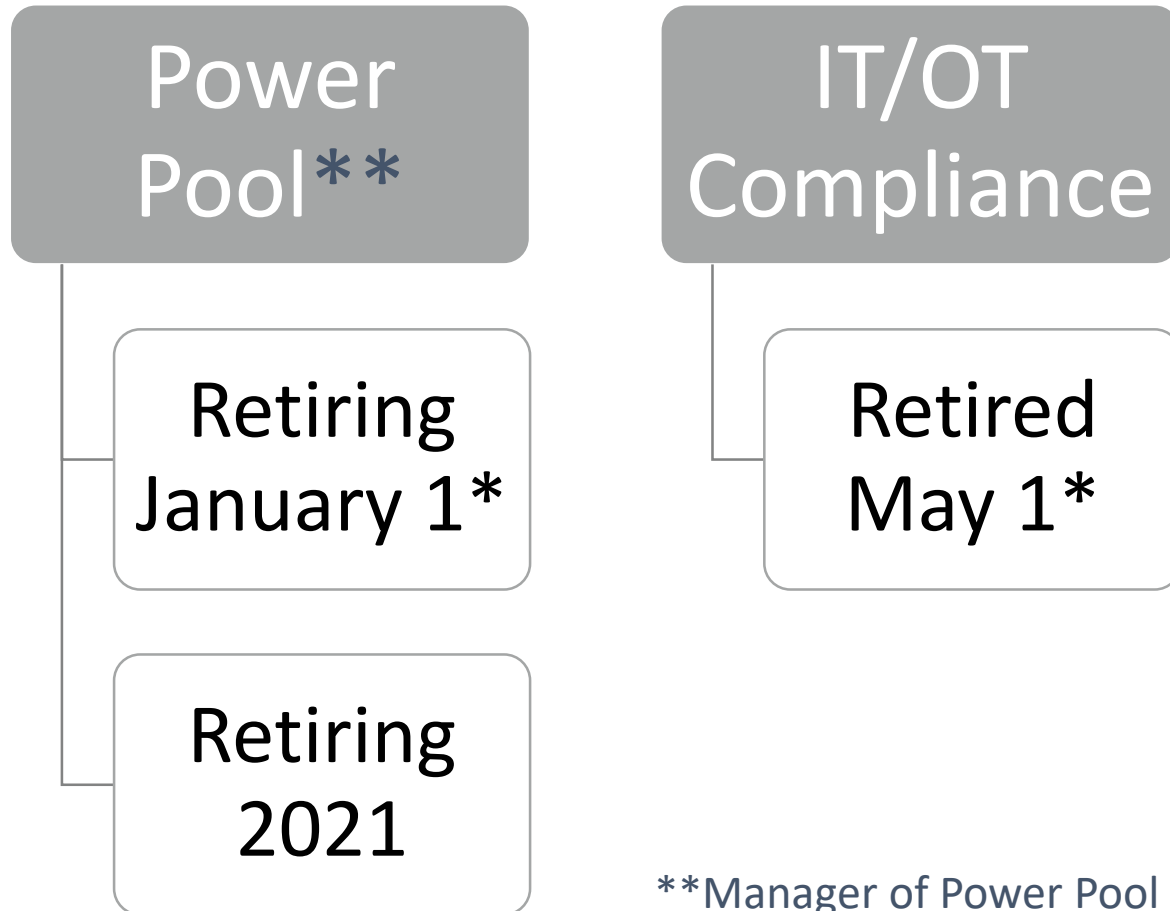 Power
Pool**
Retiring
January 1*
Retiring
2021
IT/OT
Compliance
Retired
May 1*
**Manager of Power Pool